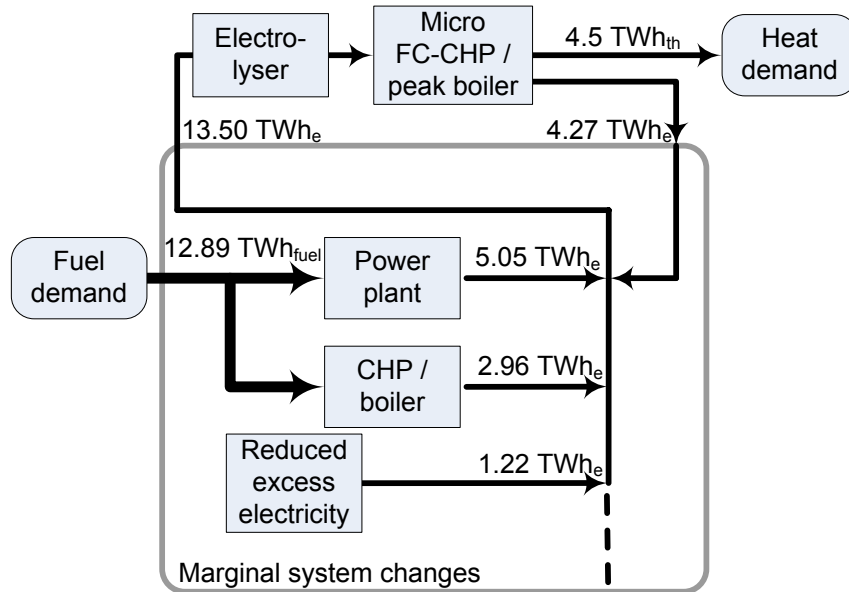 Electro-
lyser
Micro
FC-CHP /
peak boiler
4.5 TWhth
Heat
demand
13.50 TWhe
4.27 TWhe
Fuel
demand
12.89 TWhfuel
Power
plant
5.05 TWhe
CHP /
boiler
2.96 TWhe
Reduced
excess
electricity
1.22 TWhe
Marginal system changes